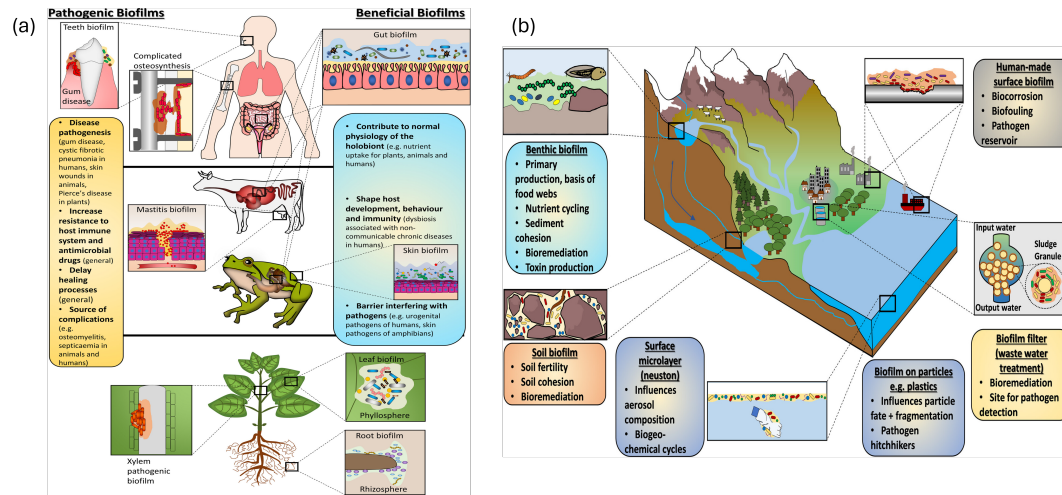 (a)
Pathogenic Biofilms
Beneficial Biofilms
Teeth biofilm
Gum
disease
Complicated
osteosynthesis
Gut biofilm
• Disease
pathogenesis
(gum disease,
cystic fibrotic
pneumonia in
humans, skin
wounds in
animals,
Pierce's disease
in plants)
• Increase
resistance to
host immune
system and
antimicrobial
drugs (general)
• Delay
healing
processes
(general)
• Source of
complications
(e.g.
osteomyelitis,
septicaemia in
animals and
humans)
Mastitis biofilm
• Contribute to normal
physiology of the
holobiont (e.g. nutrient
uptake for plants, animals and
humans)
• Shape host
development, behaviour
and immunity (dysbiosis
associated with non-
communicable chronic diseases
in humans)
Skin biofilm
• Barrier interfering with
pathogens (e.g. urogenital
pathogens of humans, skin
pathogens of amphibians)
Xylem
pathogenic
biofilm
Leaf biofilm
Phyllosphere
Root biofilm
Rhizosphere
(b)
Benthic biofilm
• Primary
production, basis of
food webs
• Nutrient cycling
• Sediment
cohesion
• Bioremediation
• Toxin production
Human-made
surface biofilm
• Biocorrosion
• Biofouling
• Pathogen
reservoir
Input water
Sludge
Granule
Output water
Soil biofilm
• Soil fertility
• Soil cohesion
• Bioremediation
Surface
microlayer
(neuston)
• Influences
aerosol
composition
• Biogeo-
chemical cycles
Biofilm on particles
e.g. plastics
• Influences particle
fate + fragmentation
• Pathogen
hitchhikers
Biofilm filter
(waste water
treatment)
• Bioremediation
• Site for pathogen
detection